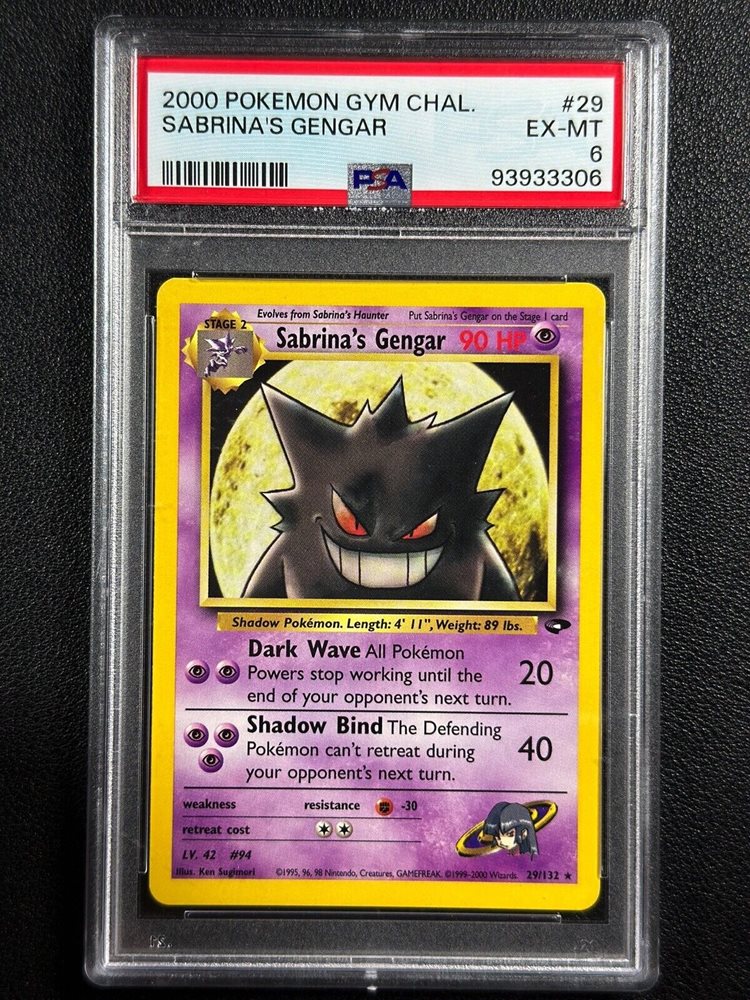 2000 POKEMON GYM CHAL. #29
SABRINA'S GENGAR EX-MT
6
PSA 93933306
Evolves from Sabrina's Haunter Put Sabrina's Gengar on the Stage 1 card
STAGE 2
Sabrina's Gengar 90 HP
Shadow Pokémon. Length: 4' 11", Weight: 89 lbs.
Dark Wave All Pokémon
Powers stop working until the 20
end of your opponent's next turn.
Shadow Bind The Defending
Pokémon can't retreat during 40
your opponent's next turn.
weakness resistance -30
retreat cost
LV. 42 #94
Illus. Ken Sugimori ©1995, 96, 98 Nintendo, Creatures, GAMEFREAK. ©1999-2000 Wizards. 29/132 ★